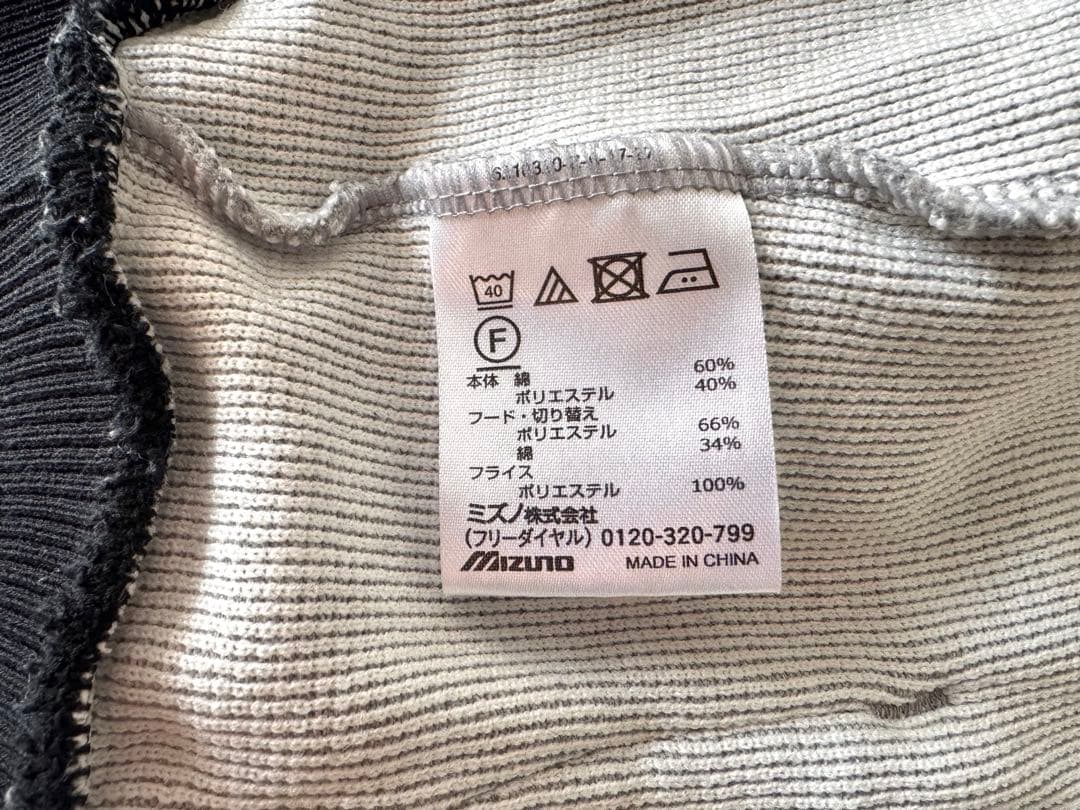 40
F
本体 綿 60%
ポリエステル 40%
フード・切り替え
ポリエステル 66%
綿 34%
フライス
ポリエステル 100%
ミズノ株式会社
(フリーダイヤル) 0120-320-799
MIZUNO MADE IN CHINA